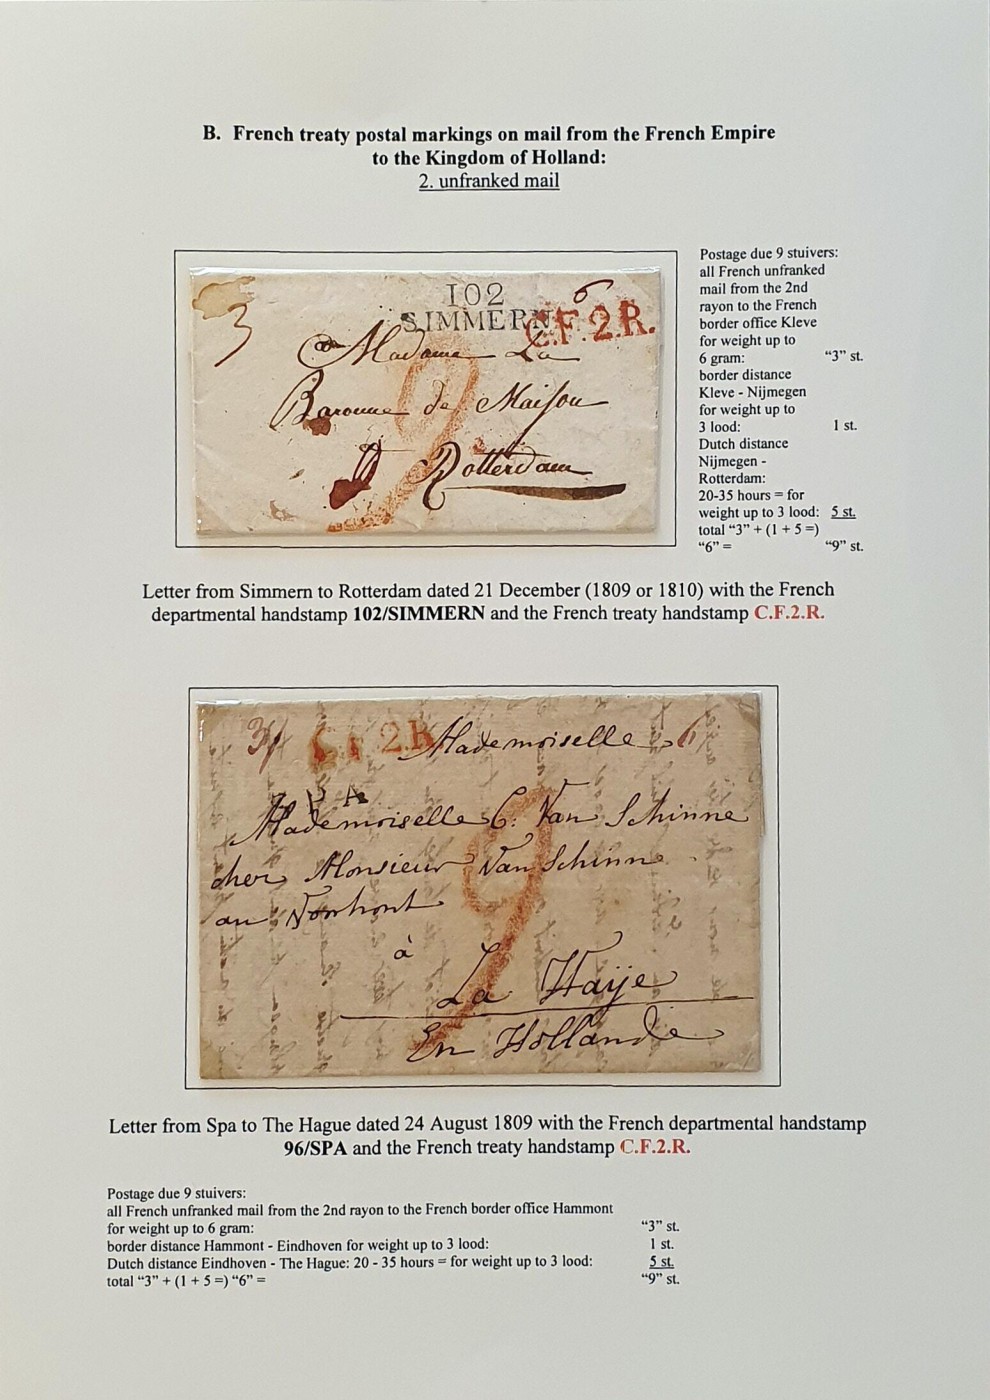 B. French treaty postal markings on mail from the French Empire
to the Kingdom of Holland:
2. unfranked mail
3
102
SIMMERN
6
C.F.2.R.
Madame La
Baronne de Maison
9
Rotterdam
Postage due 9 stuivers:
all French unfranked
mail from the 2nd
rayon to the French
border office Kleve
for weight up to
6 gram: “3” st.
border distance
Kleve - Nijmegen
for weight up to
3 lood: 1 st.
Dutch distance
Nijmegen -
Rotterdam:
20-35 hours = for
weight up to 3 lood: 5 st.
total “3” + (1 + 5 =)
“6” = “9” st.
Letter from Simmern to Rotterdam dated 21 December (1809 or 1810) with the French
departmental handstamp 102/SIMMERN and the French treaty handstamp C.F.2.R.
3
C.F.2.R
Mademoiselle 6
PA
Mademoiselle C: Van Schinne
chez Monsieur Van Schinne
au Voorhout
9
à
La Haije
En Hollande
Letter from Spa to The Hague dated 24 August 1809 with the French departmental handstamp
96/SPA and the French treaty handstamp C.F.2.R.
Postage due 9 stuivers:
all French unfranked mail from the 2nd rayon to the French border office Hammont
for weight up to 6 gram: “3” st.
border distance Hammont - Eindhoven for weight up to 3 lood: 1 st.
Dutch distance Eindhoven - The Hague: 20 - 35 hours = for weight up to 3 lood: 5 st.
total “3” + (1 + 5 =) “6” = “9” st.